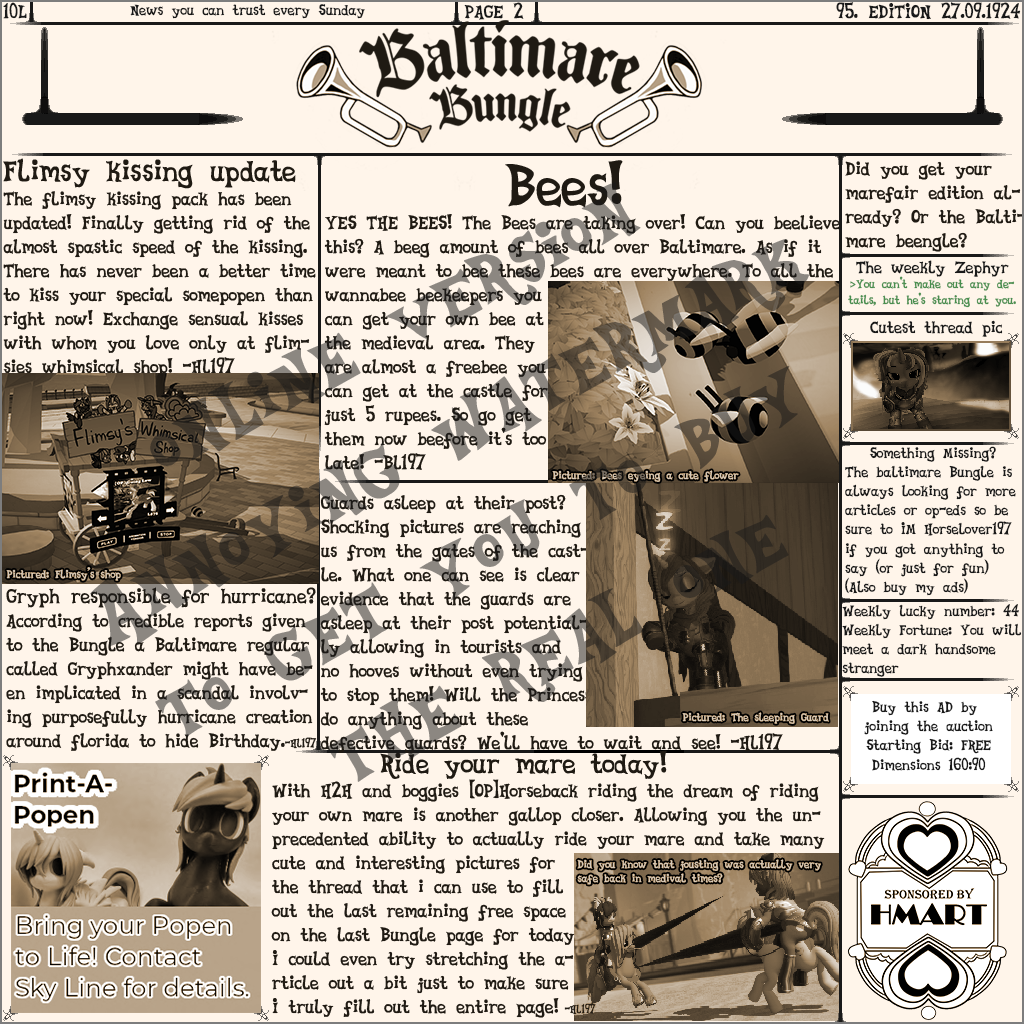 10L
News you can trust every Sunday
PAGE 2
95. EDITION 27.09.1924
Baltimare
Bungle
Flimsy kissing update
The flimsy kissing pack has been
updated! Finally getting rid of the
almost spastic speed of the kissing.
There has never been a better time
to kiss your special somepopen than
right now! Exchange sensual kisses
with whom you love only at flim-
sies whimsical shop! -HL197
Flimsy's
Whimsical
Shop
PLAY
STOP
Pictured: Flimsy's shop
Gryph responsible for hurricane?
According to credible reports given
to the Bungle a Baltimare regular
called Gryphxander might have be-
en implicated in a scandal involv-
ing purposefully hurricane creation
around florida to hide Birthday.-HL197
Print-A-
Popen
Bring your Popen
to Life! Contact
Sky Line for details.
Bees!
YES THE BEES! The Bees are taking over! Can you beelieve
this? A beeg amount of bees all over Baltimare. As if it
were meant to bee these bees are everywhere. To all the
wannabee beekeepers you
can get your own bee at
the medieval area. They
are almost a freebee you
can get at the castle for
just 5 rupees. So go get
them now beefore it's too
late! -BL197
Pictured: Bees eyeing a cute flower
Guards asleep at their post?
Shocking pictures are reaching
us from the gates of the cast-
le. What one can see is clear
evidence that the guards are
asleep at their post potential-
ly allowing in tourists and
no hooves without even trying
to stop them! Will the Princess
do anything about these
defective guards? We'll have to wait and see! -HL197
Z
Z
Z
Pictured: The sleeping Guard
Ride your mare today!
With H2H and boggies [OP]Horseback riding the dream of riding
your own mare is another gallop closer. Allowing you the un-
precedented ability to actually ride your mare and take many
cute and interesting pictures for
the thread that i can use to fill
out the last remaining free space
on the last Bungle page for today
i could even try stretching the a-
rticle out a bit just to make sure
i truly fill out the entire page! -HL197
Did you know that jousting was actually very
safe back in medival times?
Did you get your
marefair edition al-
ready? Or the Balti-
mare beengle?
The weekly Zephyr
>You can't make out any de-
tails, but he's staring at you.
Cutest thread pic
Something Missing?
The baltimare Bungle is
always looking for more
articles or op-eds so be
sure to iM HorseLover197
if you got anything to
say (or just for fun)
(Also buy my ads)
Weekly lucky number: 44
Weekly Fortune: You will
meet a dark handsome
stranger
Buy this AD by
joining the auction
Starting Bid: FREE
Dimensions 160:90
SPONSORED BY
HMART
ONLiNE VERSiON
ANNOYiNG WATERMARK
TO GET YOU TO BUY
THE REAL ONE